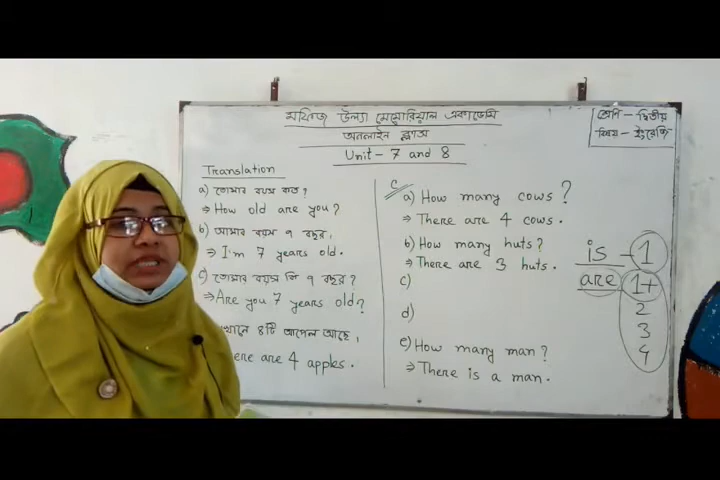 মফিজ উল্যা মেমোরিয়াল একাডেমি
অনলাইন ক্লাস
Unit - 7 and 8
শ্রেণি - দ্বিতীয়
বিষয় - ইংরেজি
Translation
a) তোমার বয়স কত?
⇒ How old are you?
b) আমার বয়স ৭ বছর।
⇒ I'm 7 years old.
c) তোমার বয়স কি ৭ বছর?
⇒ Are you 7 years old?
খানে ৪টি আপেল আছে।
ere are 4 apples.
C
a) How many cows?
⇒ There are 4 cows.
b) How many huts?
⇒ There are 3 huts.
c)
d)
e) How many man?
⇒ There is a man.
is - 1
are 1+
2
3
4